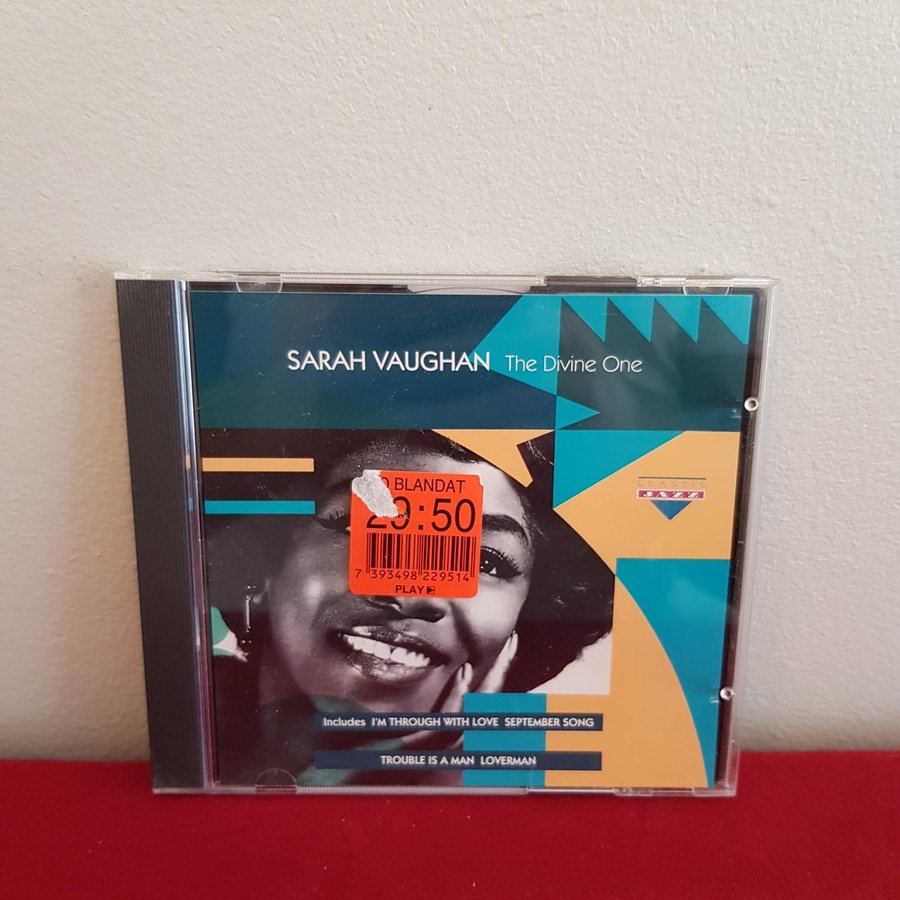 SARAH VAUGHAN The Divine One
CLASSIC
JAZZ
BLANDAT
29:50
7 393498 229514
PLAY
Includes I'M THROUGH WITH LOVE SEPTEMBER SONG
TROUBLE IS A MAN LOVERMAN